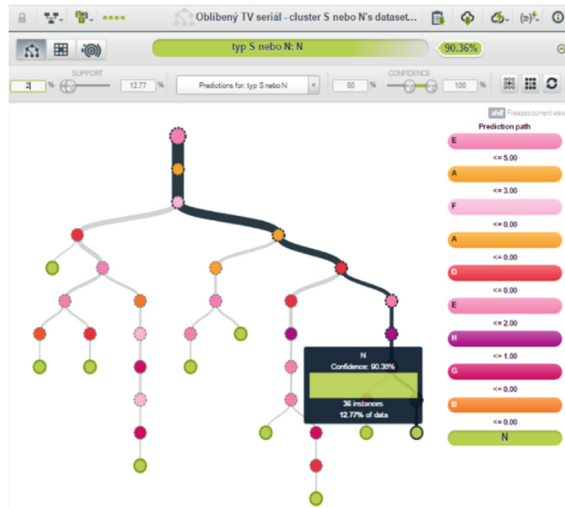 Oblíbený TV seriál - cluster S nebo N's dataset...
typ S nebo N: N
90.36%
SUPPORT
CONFIDENCE
2 %
12.77 %
Predictions for: typ S nebo N
50 %
100 %
shift Freezes current view
Prediction path
E
<= 5.00
A
<= 3.00
F
<= 0.00
A
<= 0.00
D
<= 0.00
E
<= 2.00
H
<= 1.00
G
<= 0.00
B
<= 0.00
N
N
Confidence: 90.36%
36 instances
12.77% of data